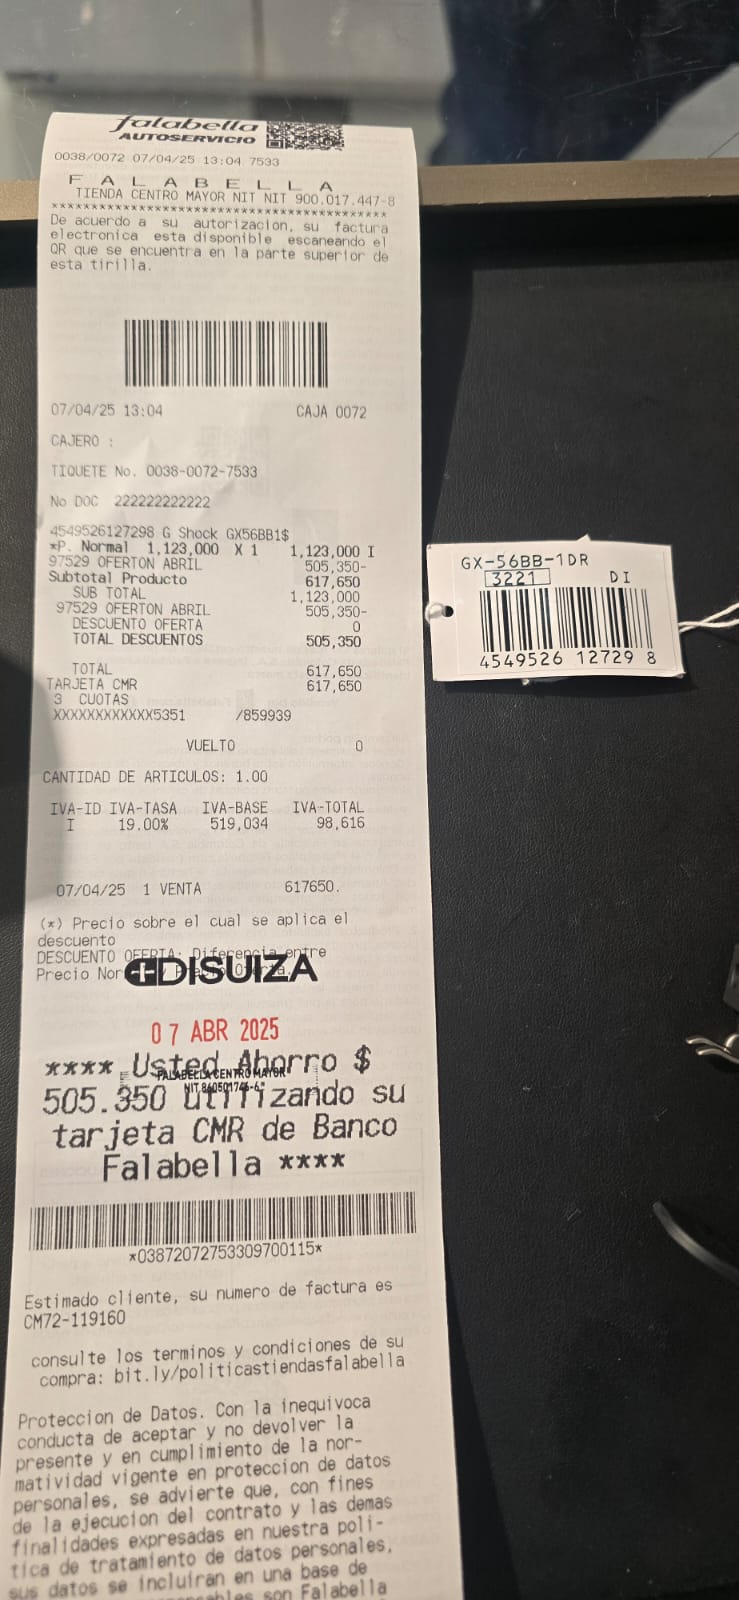 falabella
AUTOSERVICIO
0038/0072 07/04/25 13:04 7533
F A L A B E L L A
TIENDA CENTRO MAYOR NIT NIT 900.017.447-8
******************************************
De acuerdo a su autorizacion, su factura
electronica esta disponible escaneando el
QR que se encuentra en la parte superior de
esta tirilla.
07/04/25 13:04 CAJA 0072
CAJERO :
TIQUETE No. 0038-0072-7533
No DOC 222222222222
4549526127298 G Shock GX56BB1$
*P. Normal 1,123,000 X 1 1,123,000 I
97529 OFERTON ABRIL 505,350-
Subtotal Producto 617,650
SUB TOTAL 1,123,000
97529 OFERTON ABRIL 505,350-
DESCUENTO OFERTA 0
TOTAL DESCUENTOS 505,350
TOTAL 617,650
TARJETA CMR 617,650
3 CUOTAS
XXXXXXXXXXXX5351 /859939
VUELTO 0
CANTIDAD DE ARTICULOS: 1.00
IVA-ID IVA-TASA IVA-BASE IVA-TOTAL
I 19.00% 519,034 98,616
07/04/25 1 VENTA 617650.
(*) Precio sobre el cual se aplica el
descuento
DESCUENTO OFERTA: Diferencia entre
Precio Nor
DISUIZA
07 ABR 2025
**** Usted Ahorro $
FALABELLA CENTRO MAYOR
NIT.860501746-6
505.350 utilizando su
tarjeta CMR de Banco
Falabella ****
*03872072753309700115*
Estimado cliente, su numero de factura es
CM72-119160
consulte los terminos y condiciones de su
compra: bit.ly/politicastiendasfalabella
Proteccion de Datos. Con la inequivoca
conducta de aceptar y no devolver la
presente y en cumplimiento de la nor-
matividad vigente en proteccion de datos
personales, se advierte que, con fines
de la ejecucion del contrato y las demas
finalidades expresadas en nuestra poli-
tica de tratamiento de datos personales,
sus datos se incluiran en una base de
son Falabella
GX-56BB-1DR
3221 DI
4549526 12729 8